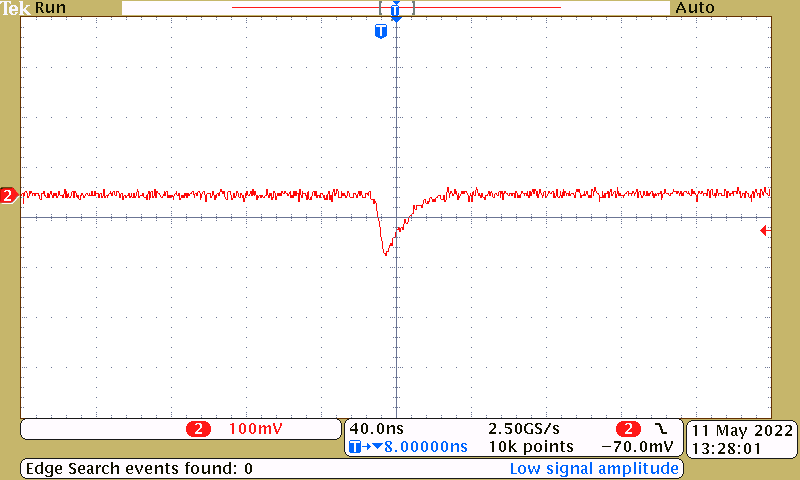 Tek Run Auto
T
T
2
2 100mV
40.0ns 2.50GS/s 2
T→▼8.00000ns 10k points −70.0mV
11 May 2022
13:28:01
Edge Search events found: 0 Low signal amplitude